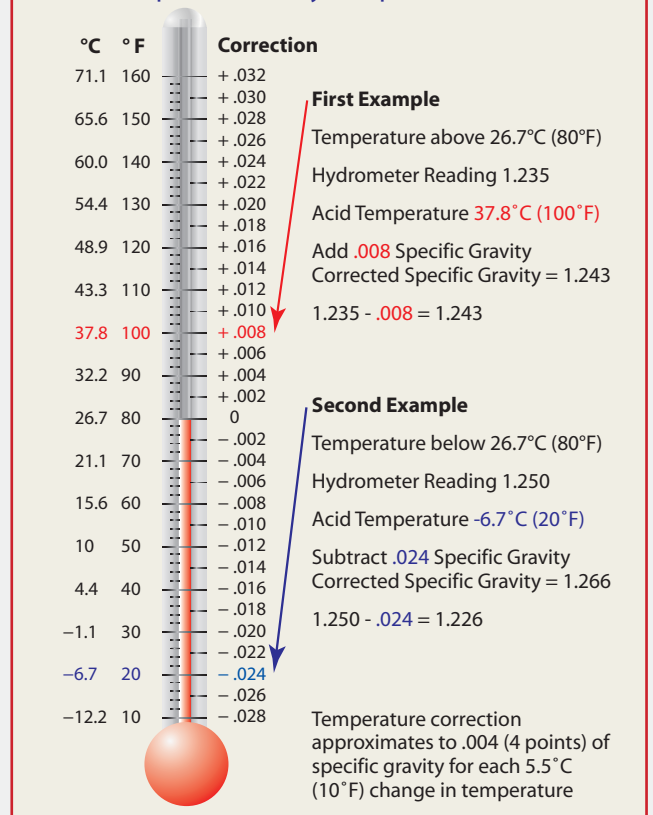 °C ° F Correction
71.1 160 + .032
+ .030
65.6 150 + .028
+ .026
60.0 140 + .024
+ .022
54.4 130 + .020
+ .018
48.9 120 + .016
+ .014
43.3 110 + .012
+ .010
37.8 100 + .008
+ .006
32.2 90 + .004
+ .002
26.7 80 0
− .002
21.1 70 − .004
− .006
15.6 60 − .008
− .010
10 50 − .012
− .014
4.4 40 − .016
− .018
−1.1 30 − .020
− .022
−6.7 20 − .024
− .026
−12.2 10 − .028
First Example
Temperature above 26.7°C (80°F)
Hydrometer Reading 1.235
Acid Temperature 37.8˚C (100˚F)
Add .008 Specific Gravity
Corrected Specific Gravity = 1.243
1.235 - .008 = 1.243
Second Example
Temperature below 26.7°C (80°F)
Hydrometer Reading 1.250
Acid Temperature -6.7˚C (20˚F)
Subtract .024 Specific Gravity
Corrected Specific Gravity = 1.266
1.250 - .024 = 1.226
Temperature correction
approximates to .004 (4 points) of
specific gravity for each 5.5˚C
(10˚F) change in temperature